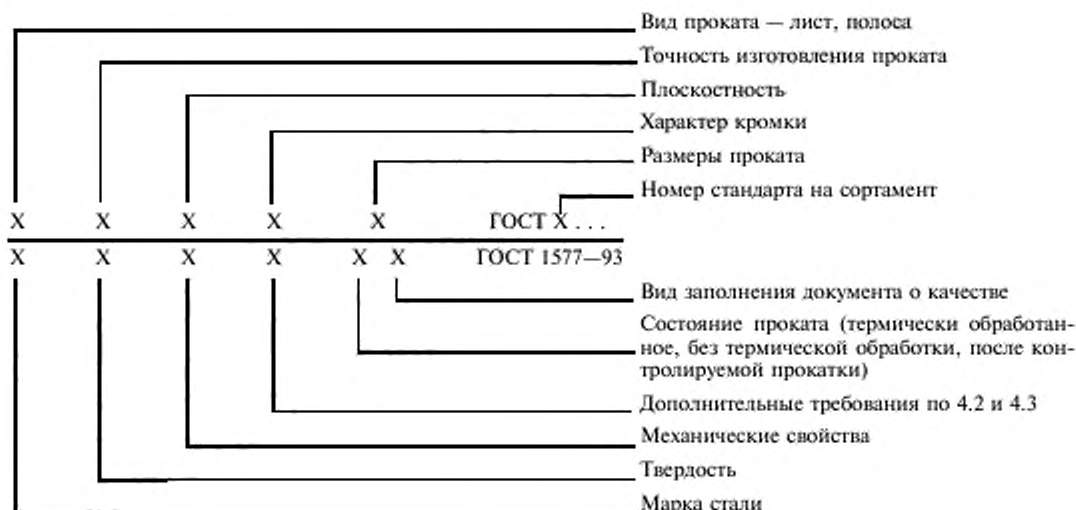 Вид проката — лист, полоса
Точность изготовления проката
Плоскостность
Характер кромки
Размеры проката
Номер стандарта на сортамент
Х Х Х Х Х ГОСТ Х . . .
Х Х Х Х Х Х ГОСТ 1577—93
Вид заполнения документа о качестве
Состояние проката (термически обработан-
ное, без термической обработки, после кон-
тролируемой прокатки)
Дополнительные требования по 4.2 и 4.3
Механические свойства
Твердость
Марка стали